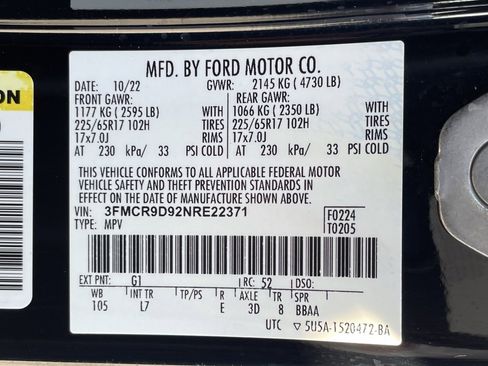 MFD. BY FORD MOTOR CO.
DATE: 10/22 GVWR: 2145 KG ( 4730 LB)
FRONT GAWR: REAR GAWR:
1177 KG ( 2595 LB) WITH 1066 KG ( 2350 LB) WITH
225/65R17 102H TIRES 225/65R17 102H TIRES
17x7.0J RIMS 17x7.0J RIMS
AT 230 kPa/ 33 PSI COLD AT 230 kPa/ 33 PSI COLD
THIS VEHICLE CONFORMS TO ALL APPLICABLE FEDERAL MOTOR
VEHICLE SAFETY AND THEFT PREVENTION STANDARDS IN
EFFECT ON THE DATE OF MANUFACTURE SHOWN ABOVE.
VIN: 3FMCR9D92NRE22371 F0224
TYPE: MPV T0205
EXT PNT: G1 RC: 52 DSO:
WB INT TR TP/PS R AXLE TR SPR
105 L7 E 3D 8 BBAA
UTC ▽5U5A-1520472-BA
ON